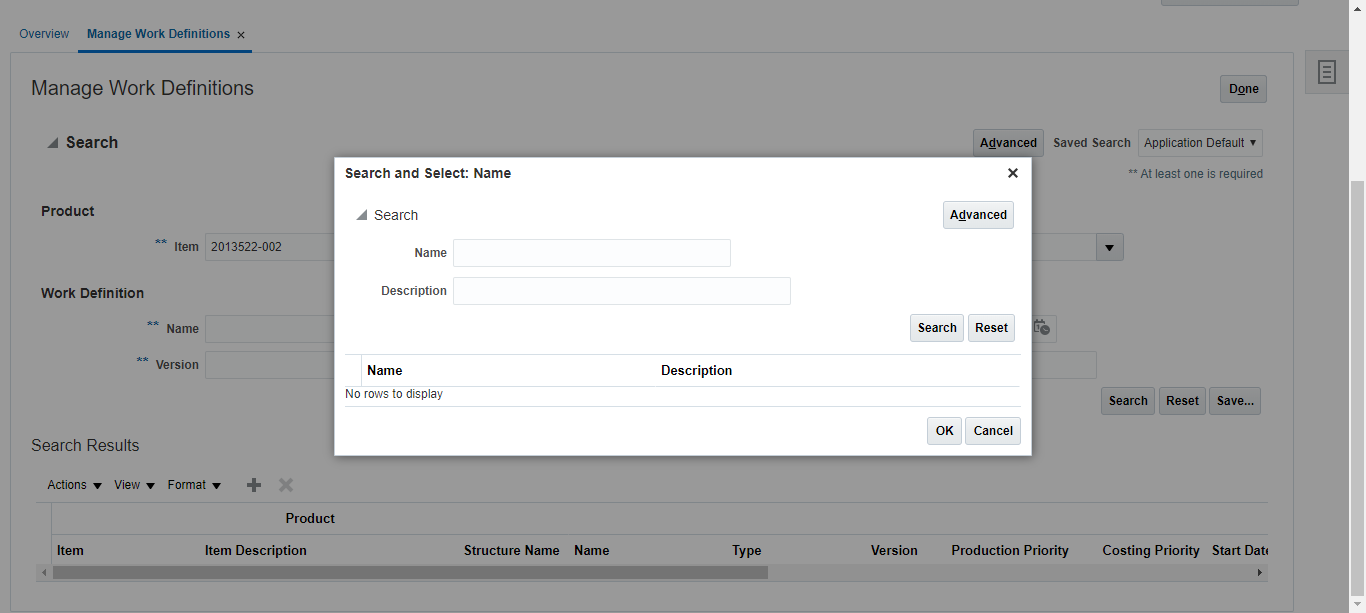 Overview
Manage Work Definitions ×
Manage Work Definitions
Done
Search
Advanced
Saved Search
Application Default
** At least one is required
Product
** Item
2013522-002
Work Definition
** Name
** Version
Search
Reset
Save...
Search and Select: Name
Search
Advanced
Name
Description
Search
Reset
Name
Description
No rows to display
OK
Cancel
Search Results
Actions
View
Format
Product
Item
Item Description
Structure Name
Name
Type
Version
Production Priority
Costing Priority
Start Date